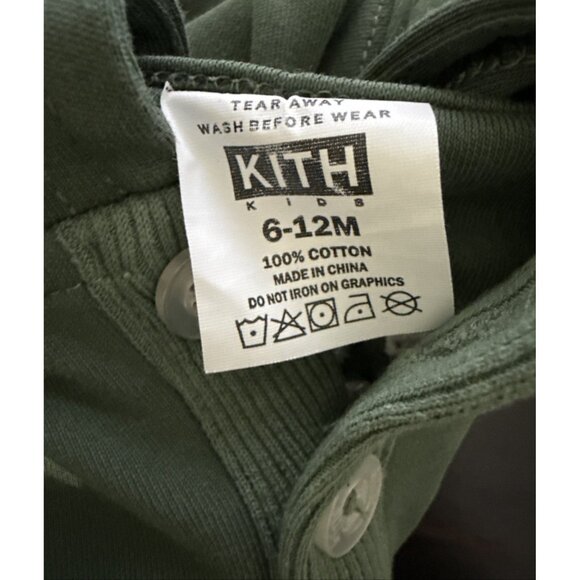 TEAR AWAY
WASH BEFORE WEAR
KITH
KIDS
6-12M
100% COTTON
MADE IN CHINA
DO NOT IRON ON GRAPHICS